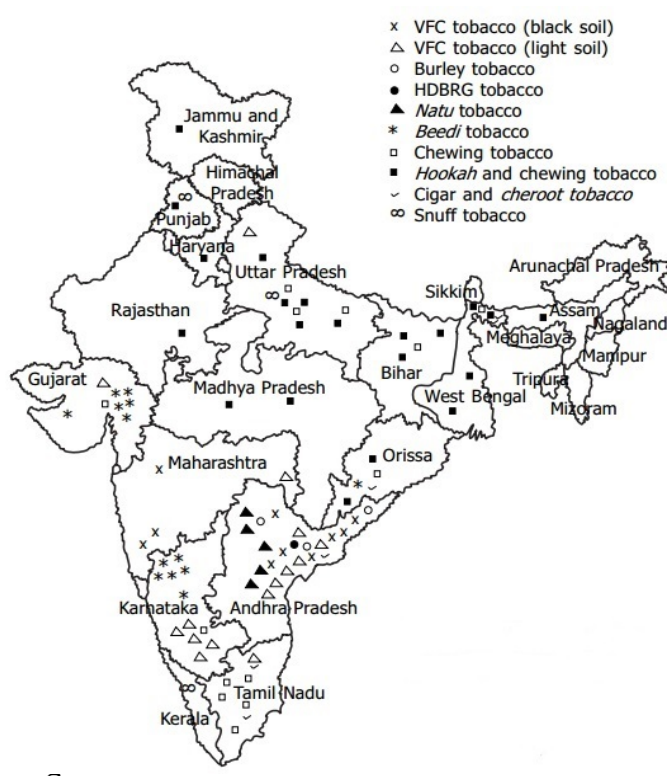 VFC tobacco (black soil)
VFC tobacco (light soil)
Burley tobacco
HDBRG tobacco
Natu tobacco
Beedi tobacco
Chewing tobacco
Hookah and chewing tobacco
Cigar and cheroot tobacco
Snuff tobacco
Jammu and
Kashmir
Himachal
Pradesh
Punjab
Haryana
Uttar Pradesh
Arunachal Pradesh
Sikkim
Rajasthan
Assam
Nagaland
Meghalaya
Manipur
Bihar
Gujarat
Madhya Pradesh
Tripura
West Bengal
Mizoram
Maharashtra
Orissa
Karnataka
Andhra Pradesh
Tamil Nadu
Kerala